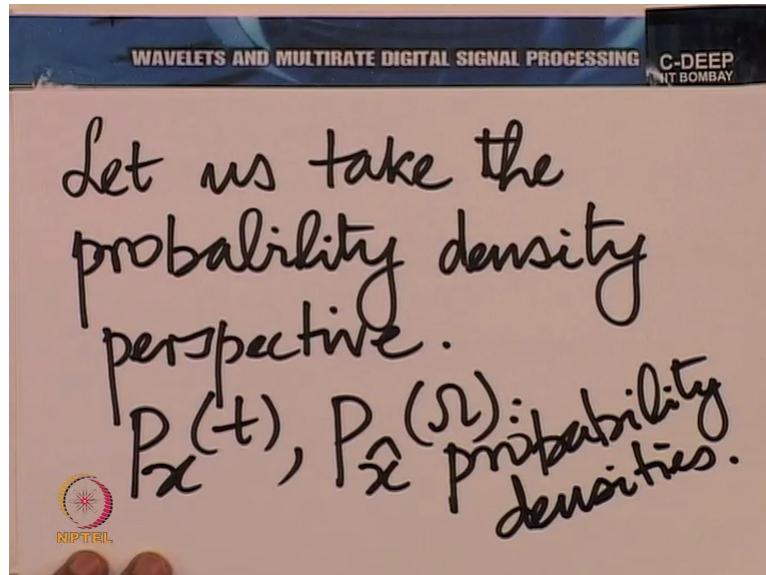 WAVELETS AND MULTIRATE DIGITAL SIGNAL PROCESSING
C-DEEP
IIT BOMBAY
Let us take the
probability density
perspective.
Pₓ(t), P_x̂(Ω): probability
densities.
NPTEL